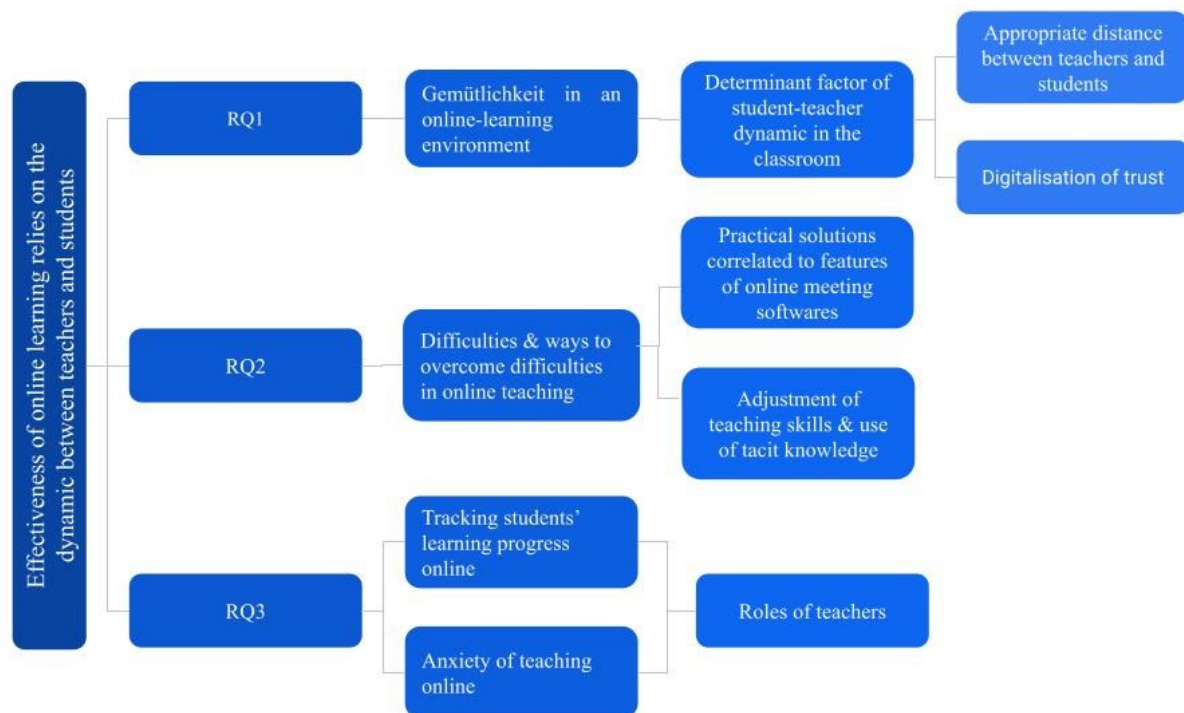 Effectiveness of online learning relies on the
dynamic between teachers and students
RQ1
Gemütlichkeit in an
online-learning
environment
Determinant factor of
student-teacher
dynamic in the
classroom
Appropriate distance
between teachers and
students
Digitalisation of trust
RQ2
Difficulties & ways to
overcome difficulties
in online teaching
Practical solutions
correlated to features
of online meeting
softwares
Adjustment of
teaching skills & use
of tacit knowledge
RQ3
Tracking students’
learning progress
online
Anxiety of teaching
online
Roles of teachers